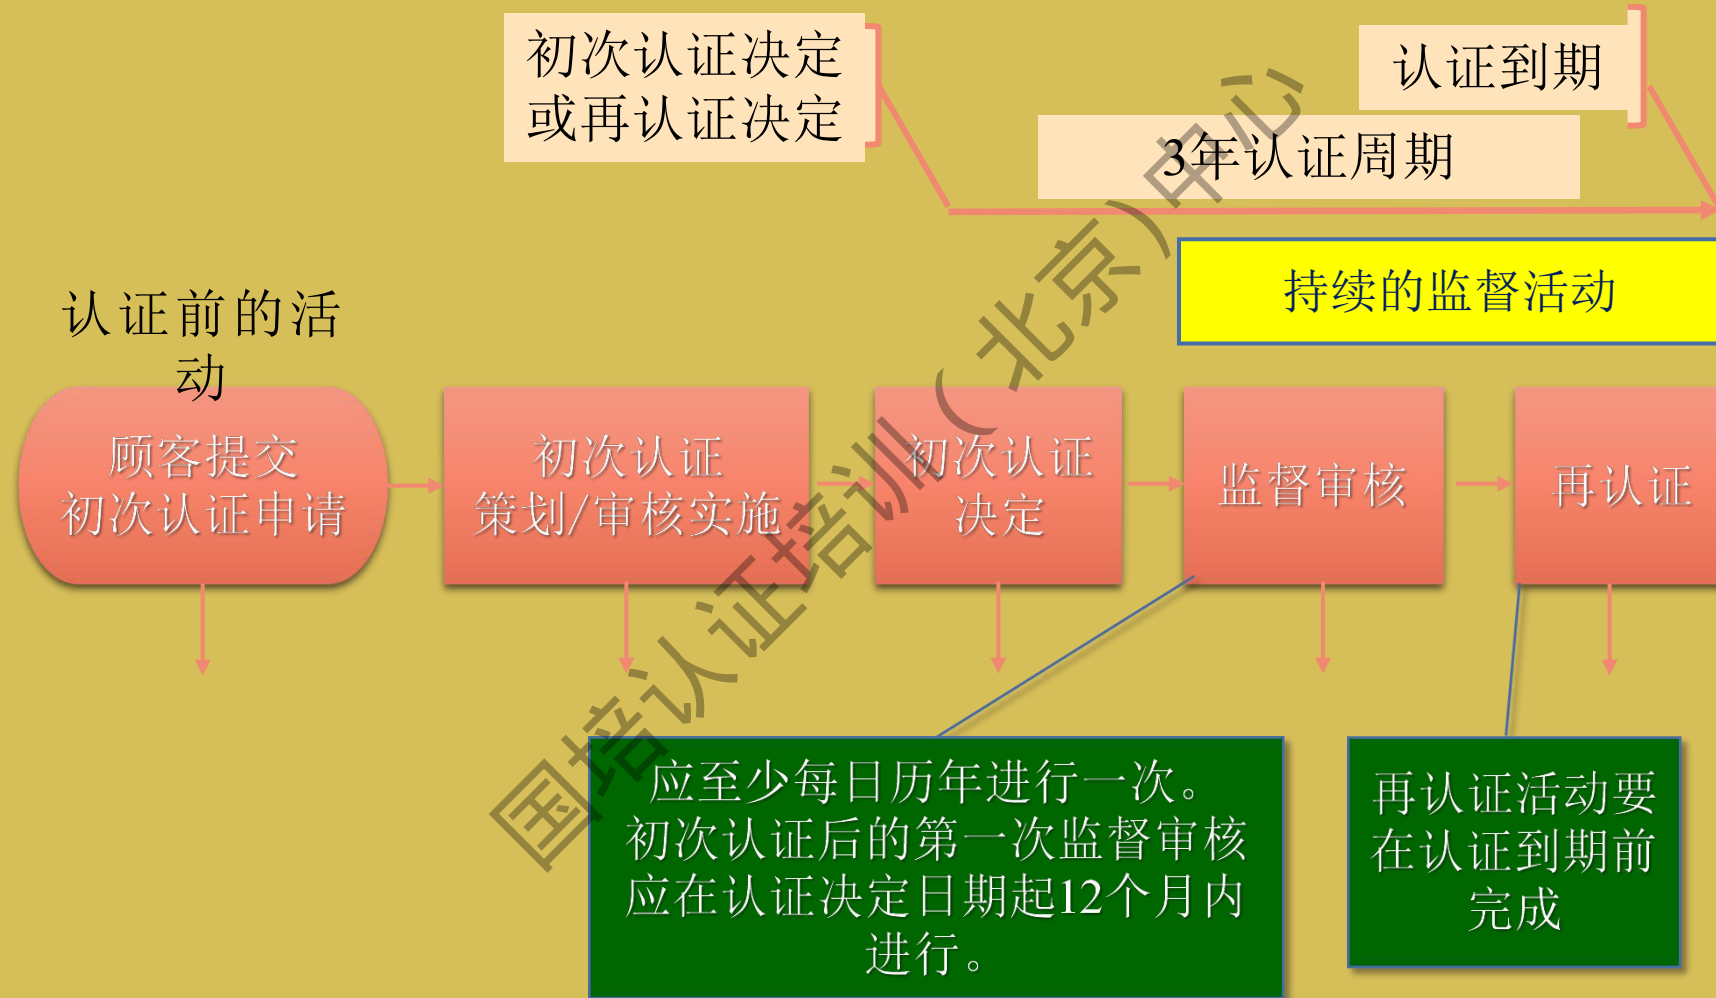 初次认证决定
或再认证决定
认证到期
3年认证周期
持续的监督活动
认证前的活
动
顾客提交
初次认证申请
初次认证
策划/审核实施
初次认证
决定
监督审核
再认证
应至少每日历年进行一次。
初次认证后的第一次监督审核
应在认证决定日期起12个月内
进行。
再认证活动要
在认证到期前
完成
国培认证培训（北京）中心